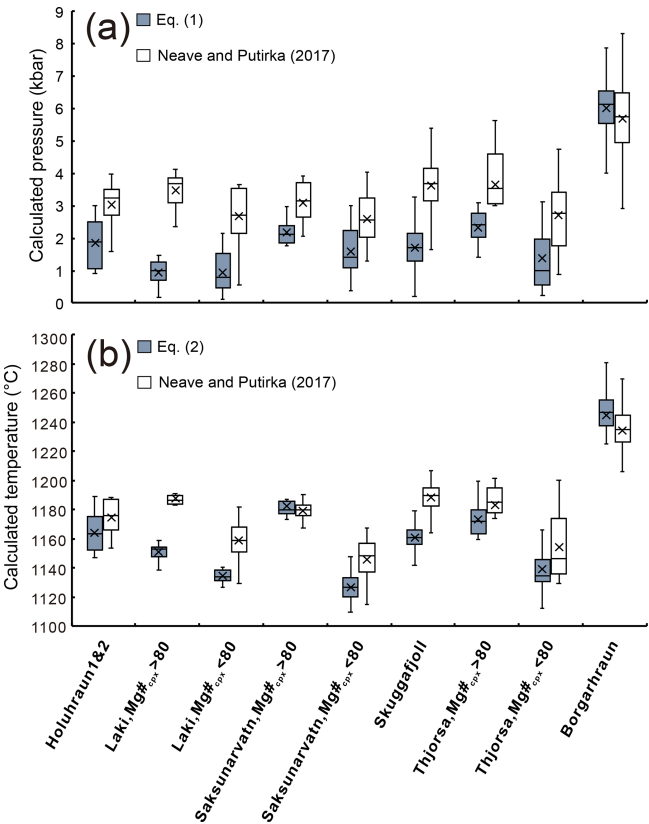 (a)
Eq. (1)
Neave and Putirka (2017)
Calculated pressure (kbar)
9
8
7
6
5
4
3
2
1
0
(b)
Eq. (2)
Neave and Putirka (2017)
Calculated temperature (°C)
1300
1280
1260
1240
1220
1200
1180
1160
1140
1120
1100
Holuhraun1&2
Laki,Mg#cpx >80
Laki,Mg#cpx <80
Saksunarvatn,Mg#cpx >80
Saksunarvatn,Mg#cpx <80
Skuggafjoll
Thjorsa,Mg#cpx >80
Thjorsa,Mg#cpx <80
Borgarhraun